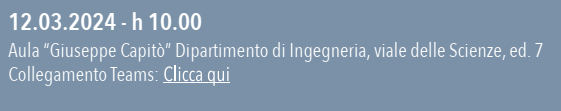 12.03.2024 - h 10.00
Aula “Giuseppe Capitò” Dipartimento di Ingegneria, viale delle Scienze, ed. 7
Collegamento Teams: Clicca qui